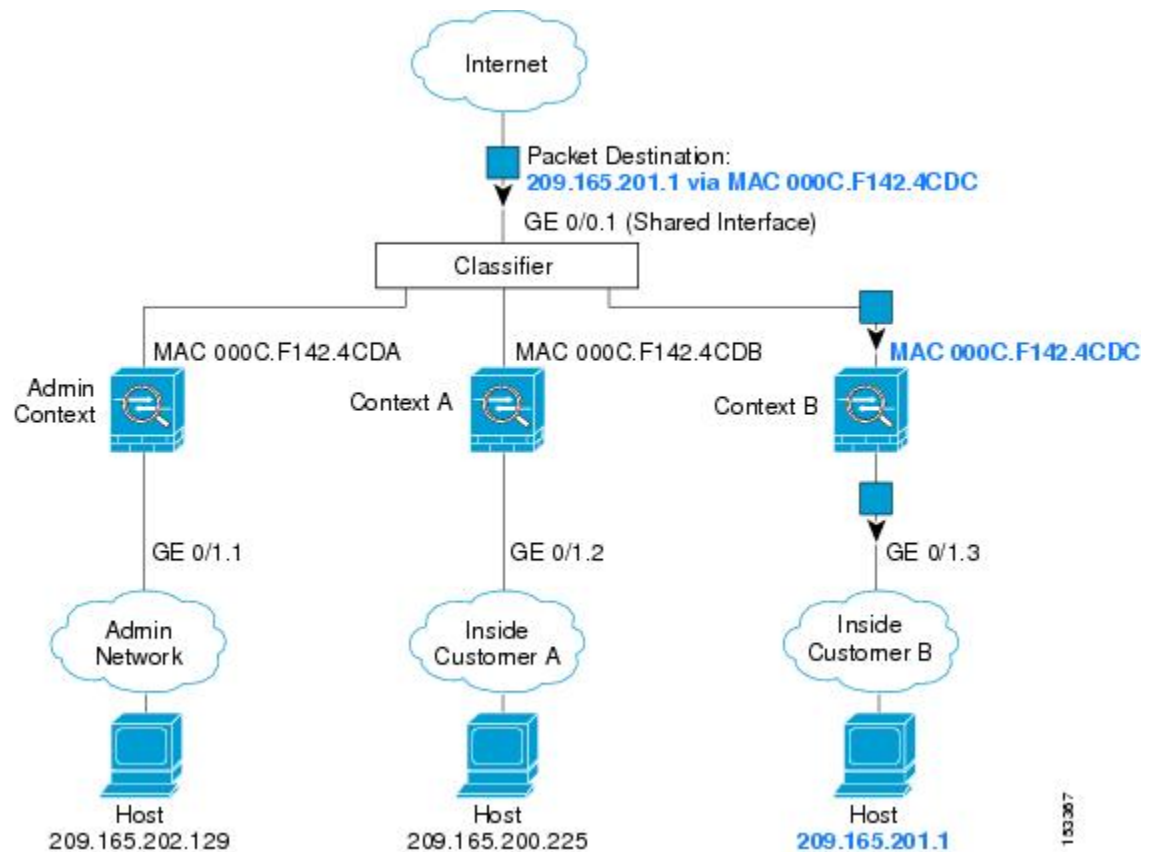 Internet
Packet Destination:
209.165.201.1 via MAC 000C.F142.4CDC
GE 0/0.1 (Shared Interface)
Classifier
MAC 000C.F142.4CDA
MAC 000C.F142.4CDB
MAC 000C.F142.4CDC
Admin
Context
Context A
Context B
GE 0/1.1
GE 0/1.2
GE 0/1.3
Admin
Network
Inside
Customer A
Inside
Customer B
Host
209.165.202.129
Host
209.165.200.225
Host
209.165.201.1
153367